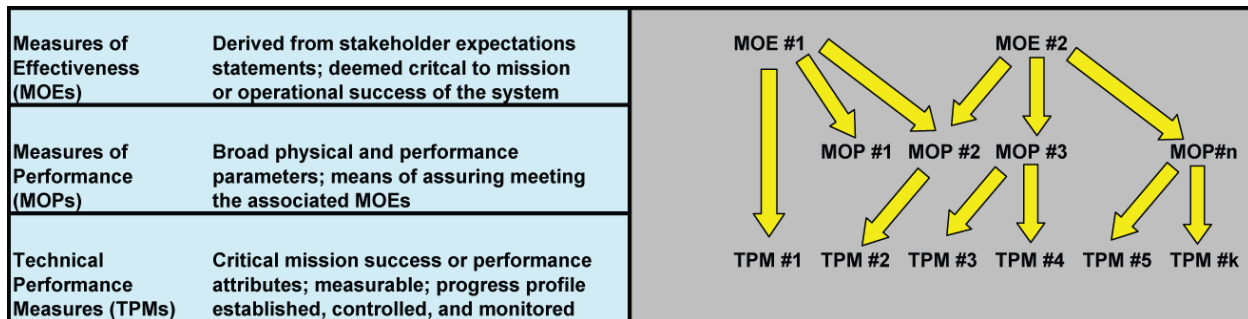 Measures of Effectiveness (MOEs)
Derived from stakeholder expectations
statements; deemed critcal to mission
or operational success of the system
MOE #1 MOE #2
Measures of Performance (MOPs)
Broad physical and performance
parameters; means of assuring meeting
the associated MOEs
MOP #1 MOP #2 MOP #3 MOP#n
Technical Performance Measures (TPMs)
Critical mission success or performance
attributes; measurable; progress profile
established, controlled, and monitored
TPM #1 TPM #2 TPM #3 TPM #4 TPM #5 TPM #k